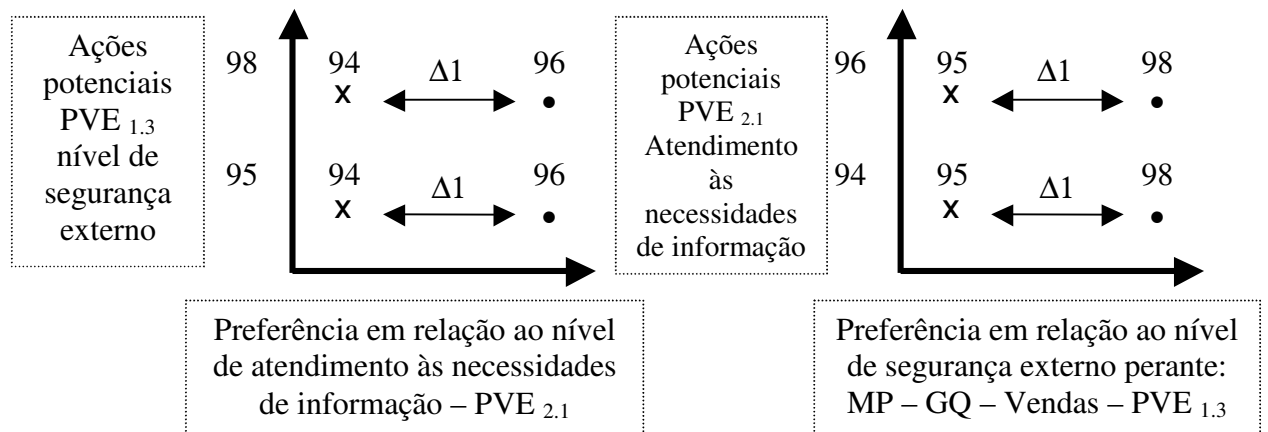 Ações
potenciais
PVE 1.3
nível de
segurança
externo
98
94
x
Δ1
96
95
94
x
Δ1
96
Preferência em relação ao nível
de atendimento às necessidades
de informação – PVE 2.1
Ações
potenciais
PVE 2.1
Atendimento
às
necessidades
de informação
96
95
x
Δ1
98
94
95
x
Δ1
98
Preferência em relação ao nível
de segurança externo perante:
MP – GQ – Vendas – PVE 1.3